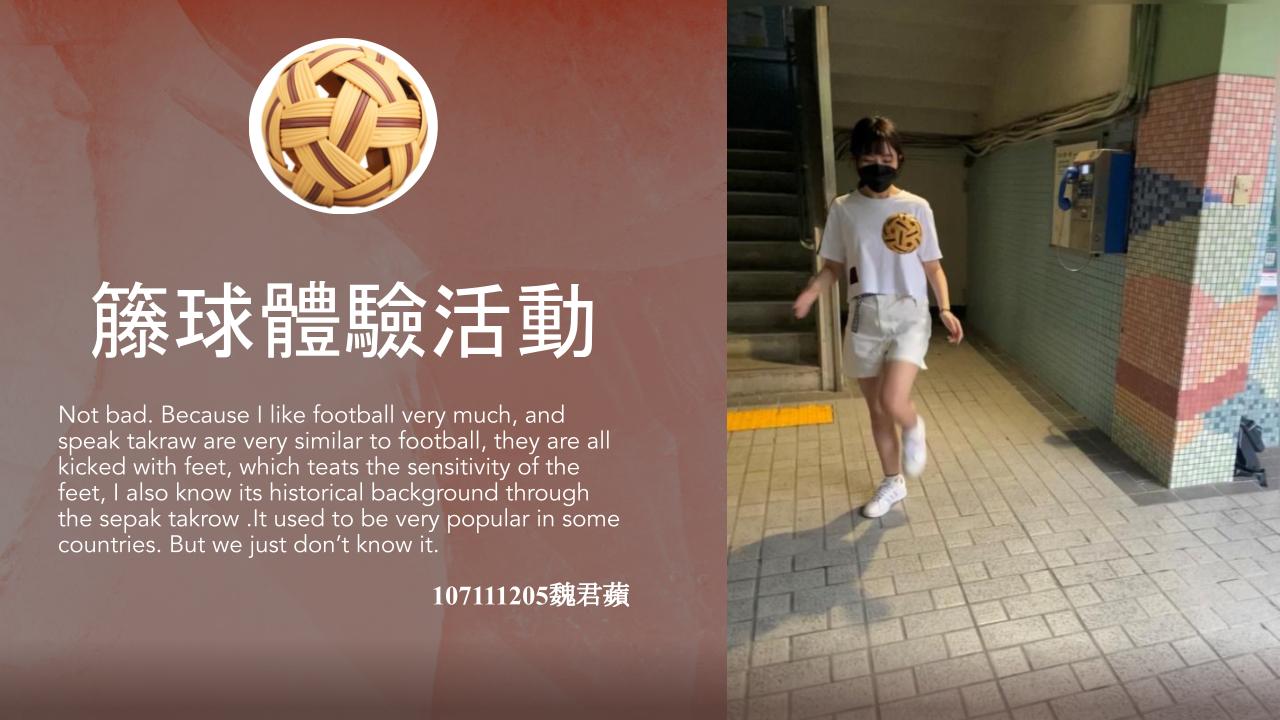 籐球體驗活動
Not bad. Because I like football very much, and
speak takraw are very similar to football, they are all
kicked with feet, which teats the sensitivity of the
feet, I also know its historical background through
the sepak takrow .It used to be very popular in some
countries. But we just don’t know it.
107111205魏君蘋